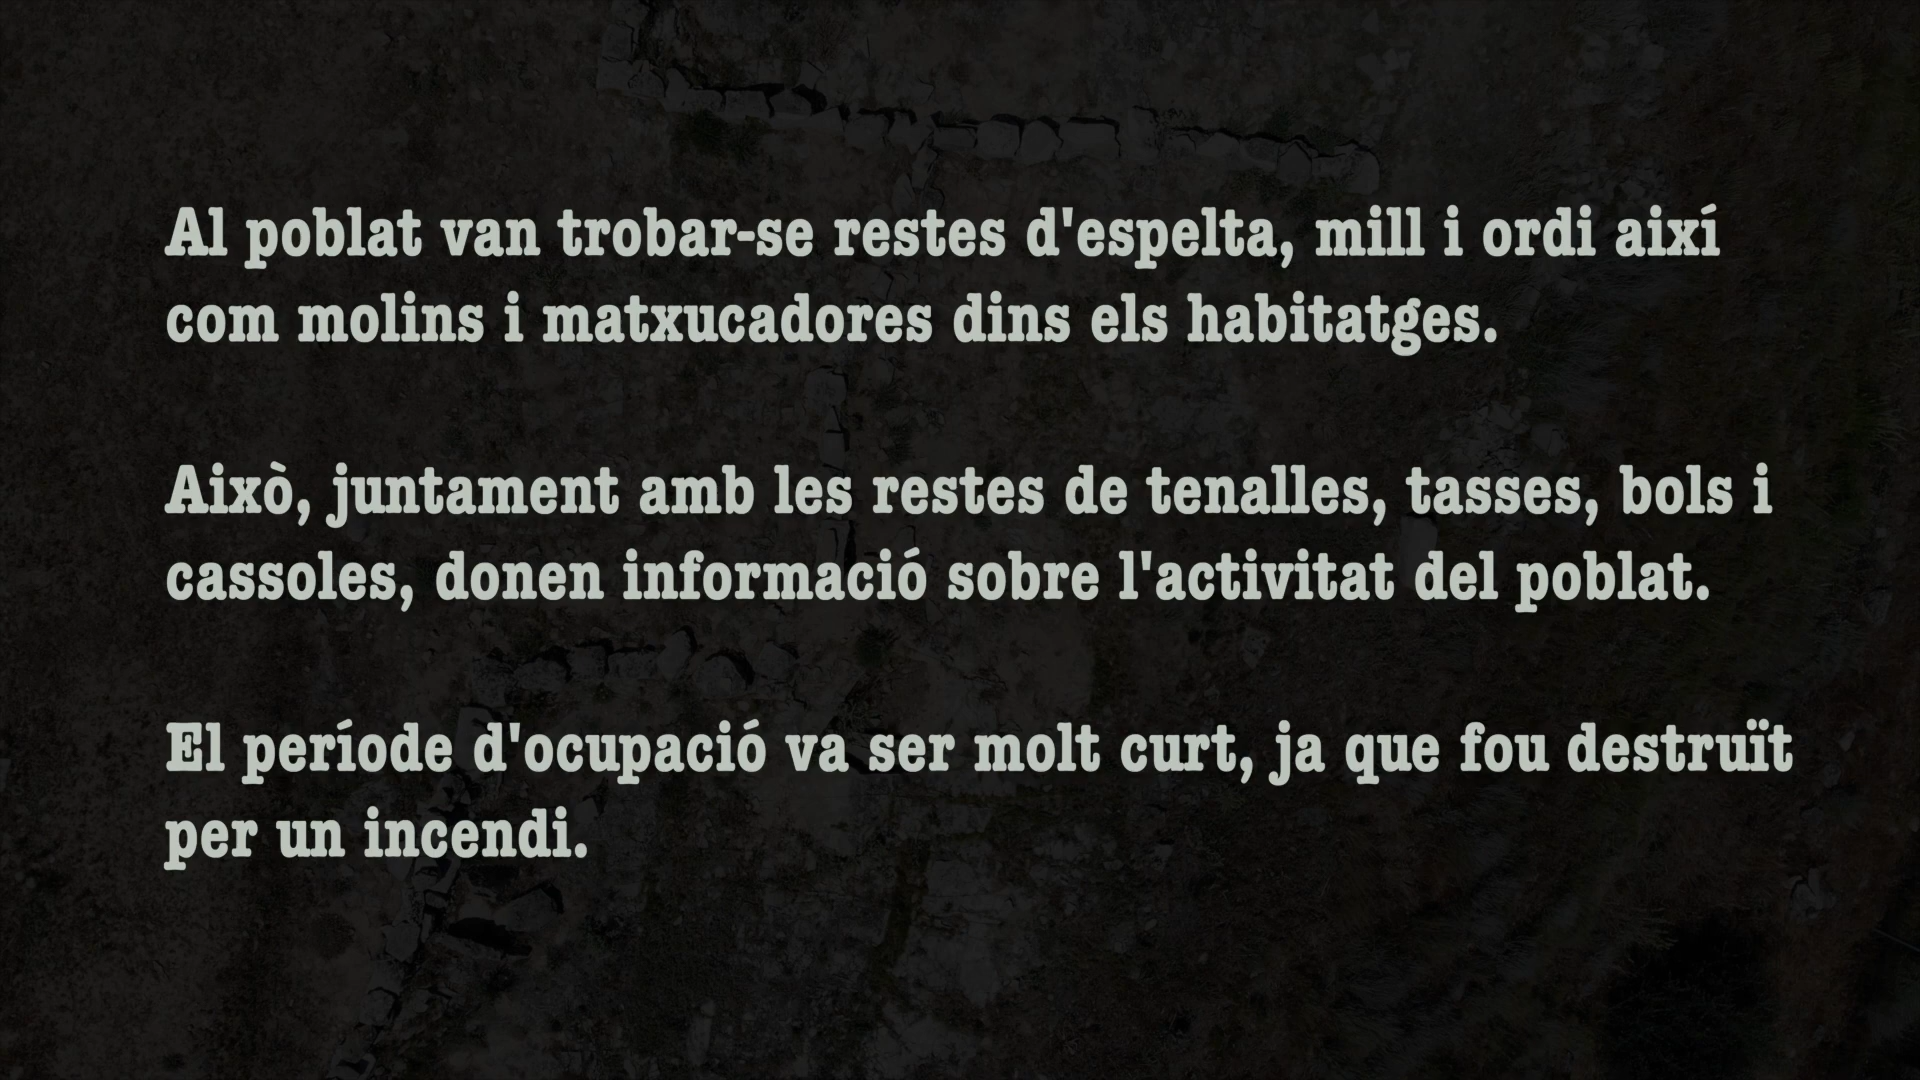 Al poblat van trobar-se restes d'espelta, mill i ordi així
com molins i matxucadores dins els habitatges.
Això, juntament amb les restes de tenalles, tasses, bols i
cassoles, donen informació sobre l'activitat del poblat.
El període d'ocupació va ser molt curt, ja que fou destruït
per un incendi.